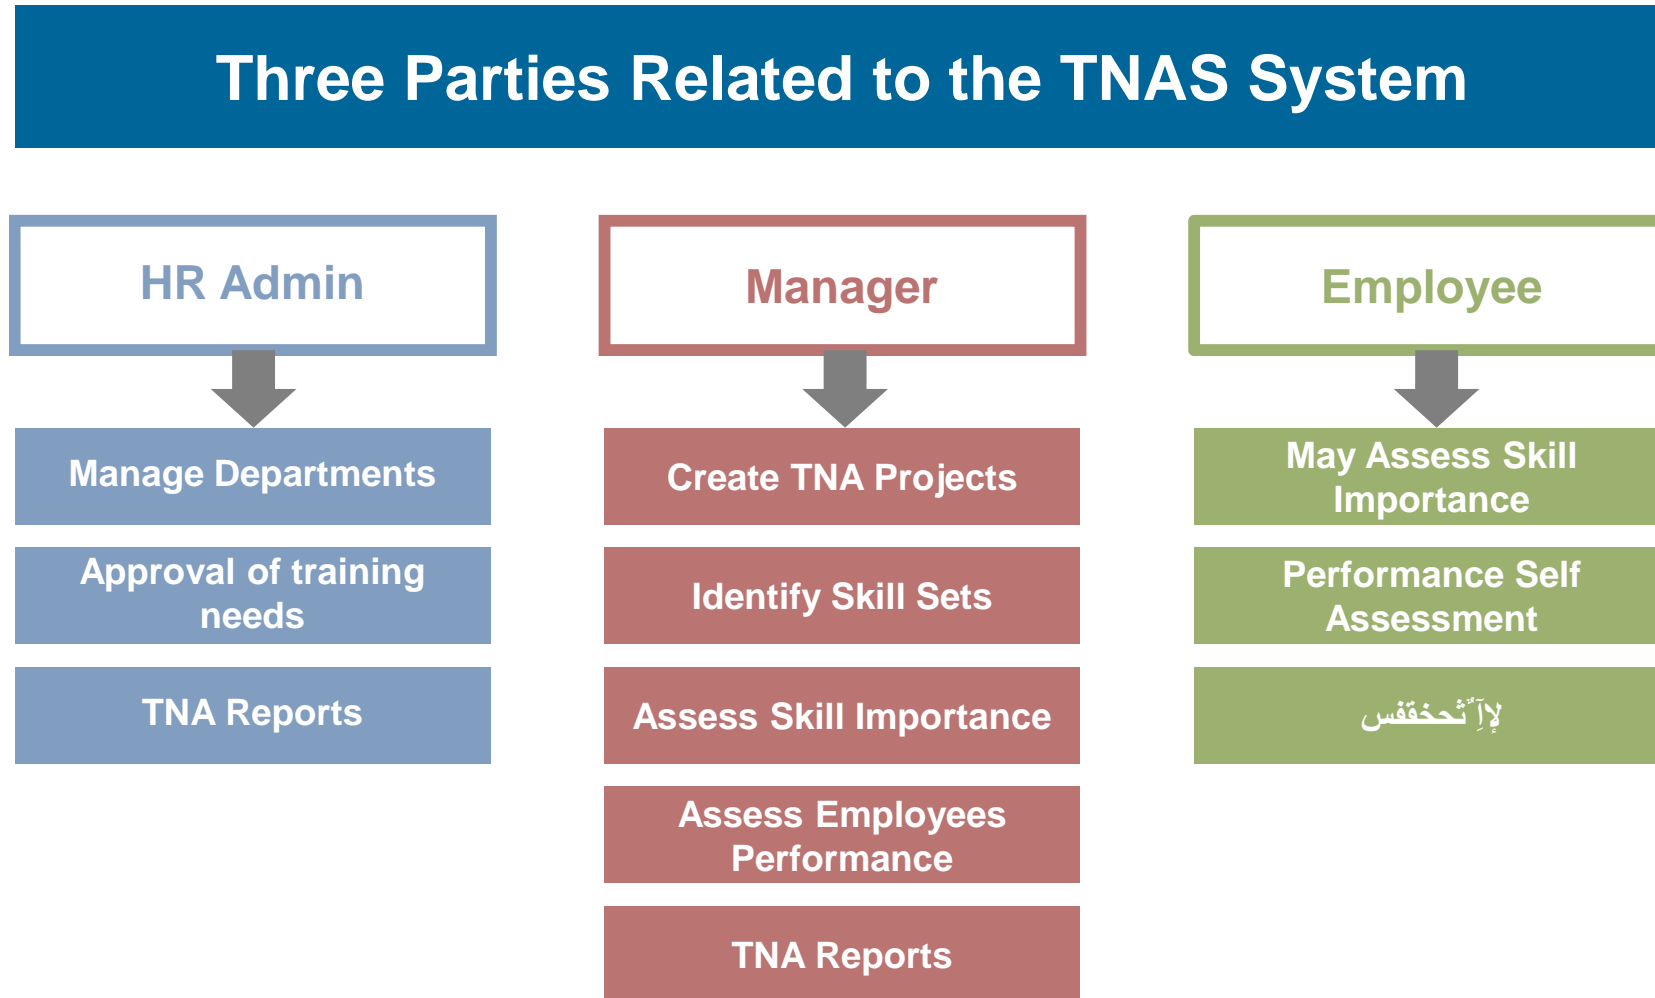 Three Parties Related to the TNAS System
HR Admin
Manage Departments
Approval of training
needs
TNA Reports
Manager
Create TNA Projects
Identify Skill Sets
Assess Skill Importance
Assess Employees
Performance
TNA Reports
Employee
May Assess Skill
Importance
Performance Self
Assessment
لإآِ ٌثحخقفس